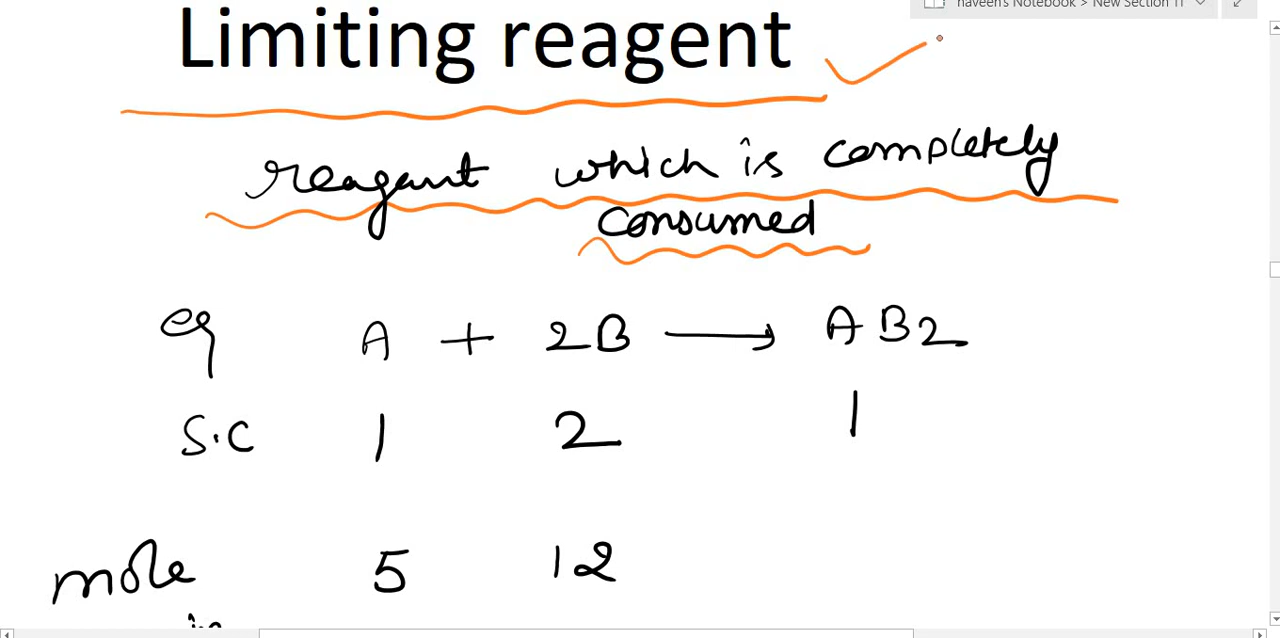 naveen's Notebook > New Section 11
Limiting reagent
reagent which is completely
consumed
eg A + 2B → AB2
S.C 1 2 1
mole 5 12